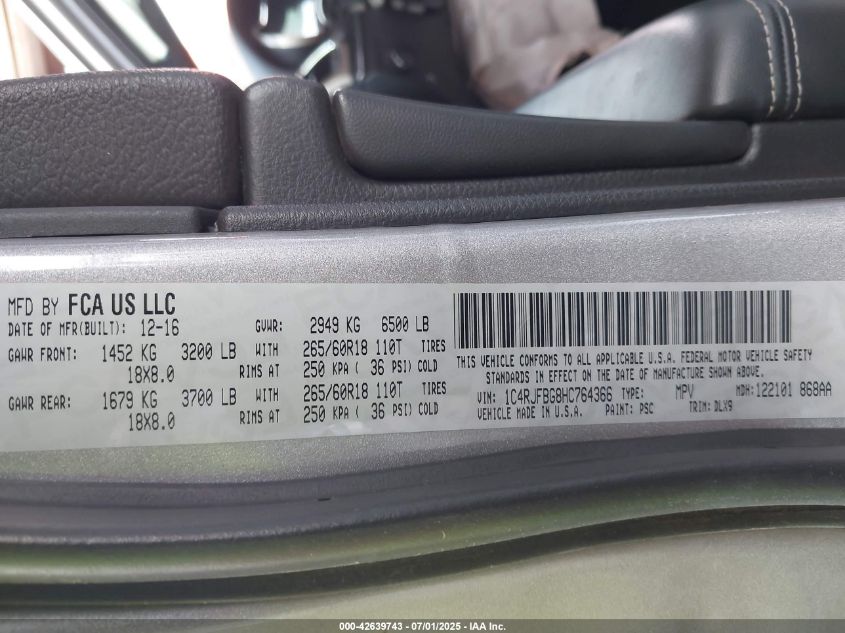 MFD BY FCA US LLC
DATE OF MFR(BUILT): 12-16 GVWR: 2949 KG 6500 LB
GAWR FRONT: 1452 KG 3200 LB WITH 265/60R18 110T TIRES
18X8.0 RIMS AT 250 KPA ( 36 PSI) COLD
GAWR REAR: 1679 KG 3700 LB WITH 265/60R18 110T TIRES
18X8.0 RIMS AT 250 KPA ( 36 PSI) COLD
THIS VEHICLE CONFORMS TO ALL APPLICABLE U.S.A. FEDERAL MOTOR VEHICLE SAFETY
STANDARDS IN EFFECT ON THE DATE OF MANUFACTURE SHOWN ABOVE.
VIN: 1C4RJFBG8HC764366 TYPE: MPV MDH:122101 868AA
VEHICLE MADE IN U.S.A. PAINT: PSC TRIM: DLX9
000-42639743 / 07/01/2025 - IAA Inc.